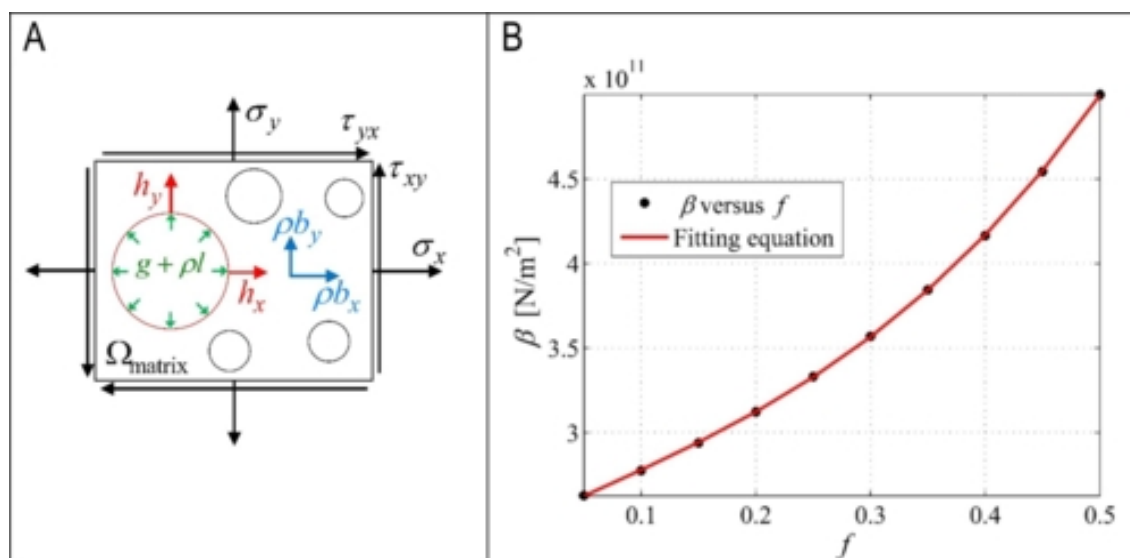 A
σy
τyx
τxy
hy
ρby
g + ρl
σx
hx
ρbx
Ωmatrix
B
x 10^11
4.5
4
3.5
3
β [N/m²]
β versus f
Fitting equation
0.1 0.2 0.3 0.4 0.5
f